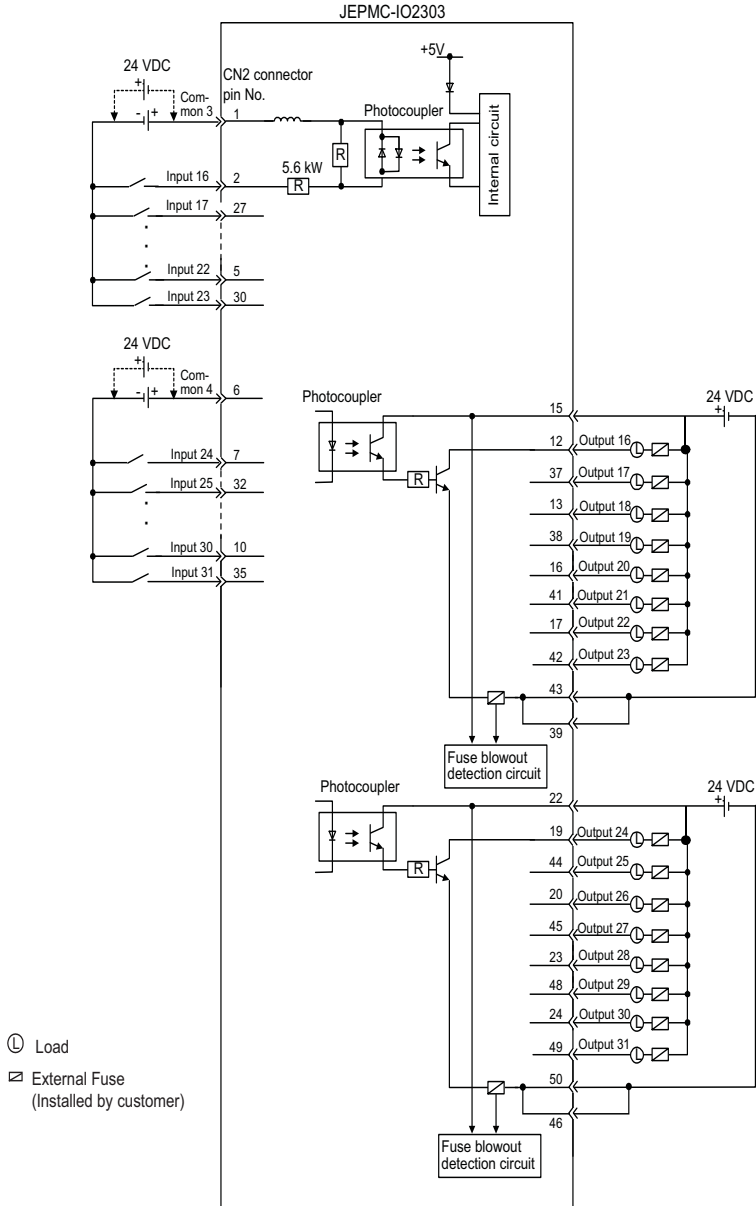 JEPMC-IO2303
+5V
24 VDC
+
CN2 connector
pin No.
Com-
mon 3
- +
1
Photocoupler
Internal circuit
R
5.6 kW
R
Input 16
2
Input 17
27
Input 22
5
Input 23
30
24 VDC
+
Com-
mon 4
- +
6
Input 24
7
Input 25
32
Input 30
10
Input 31
35
Photocoupler
R
15
24 VDC
+
12
Output 16
L
37
Output 17
L
13
Output 18
L
38
Output 19
L
16
Output 20
L
41
Output 21
L
17
Output 22
L
42
Output 23
L
43
39
Fuse blowout
detection circuit
Photocoupler
R
22
24 VDC
+
19
Output 24
L
44
Output 25
L
20
Output 26
L
45
Output 27
L
23
Output 28
L
48
Output 29
L
24
Output 30
L
49
Output 31
L
50
46
Fuse blowout
detection circuit
L Load
External Fuse
(Installed by customer)